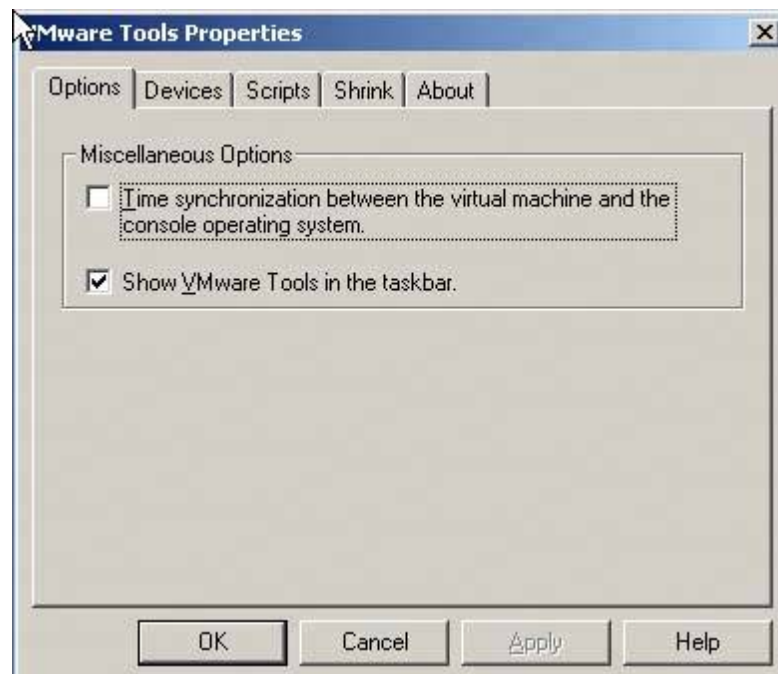 VMware Tools Properties
Options Devices Scripts Shrink About
Miscellaneous Options
Time synchronization between the virtual machine and the
console operating system.
Show VMware Tools in the taskbar.
OK Cancel Apply Help